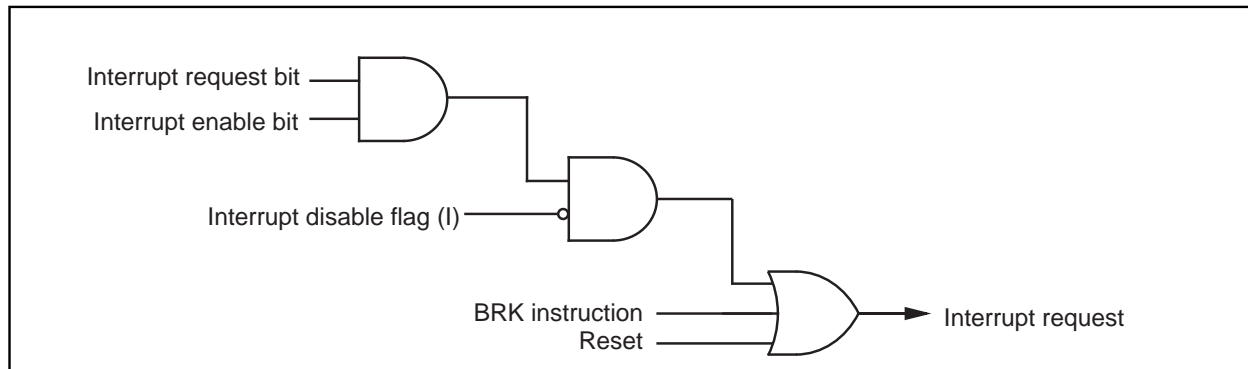 Interrupt request bit
Interrupt enable bit
Interrupt disable flag (I)
BRK instruction
Reset
Interrupt request